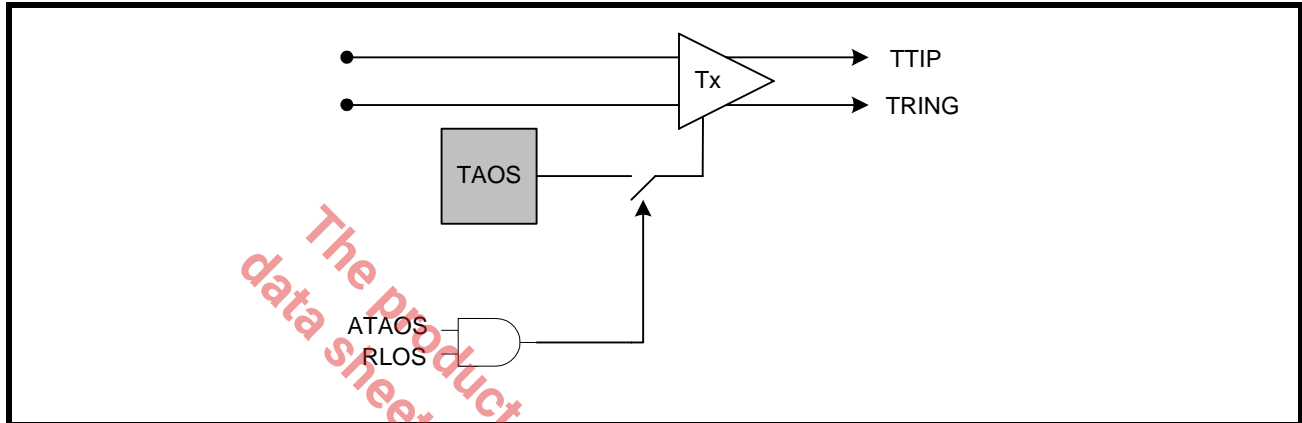 Tx
TTIP
TRING
TAOS
ATAOS
RLOS
The product
data sheet